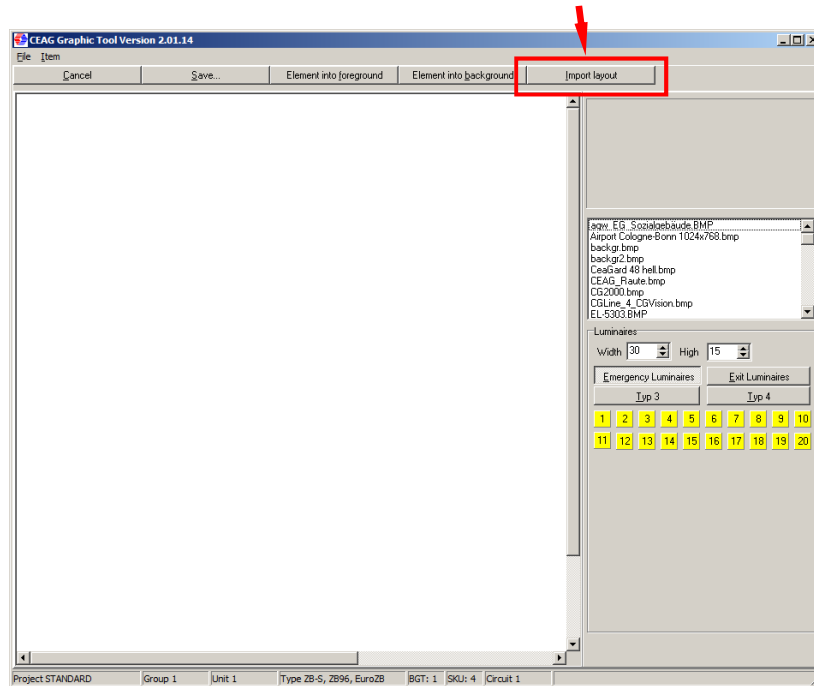 CEAG Graphic Tool Version 2.01.14
File Item
Cancel Save... Element into foreground Element into background Import layout
agw_EG_Sozialgebäude.BMP
Airport Cologne-Bonn 1024x768.bmp
backgr.bmp
backgr2.bmp
CeaGard 48 hell.bmp
CEAG_Raute.bmp
CG2000.bmp
CGLine_4_CGVision.bmp
EL-5303.BMP
Luminaires
Width 30 High 15
Emergency Luminaires Exit Luminaires
Typ 3 Typ 4
1 2 3 4 5 6 7 8 9 10
11 12 13 14 15 16 17 18 19 20
Project STANDARD Group 1 Unit 1 Type ZB-S, ZB96, EuroZB BGT: 1 SKU: 4 Circuit 1